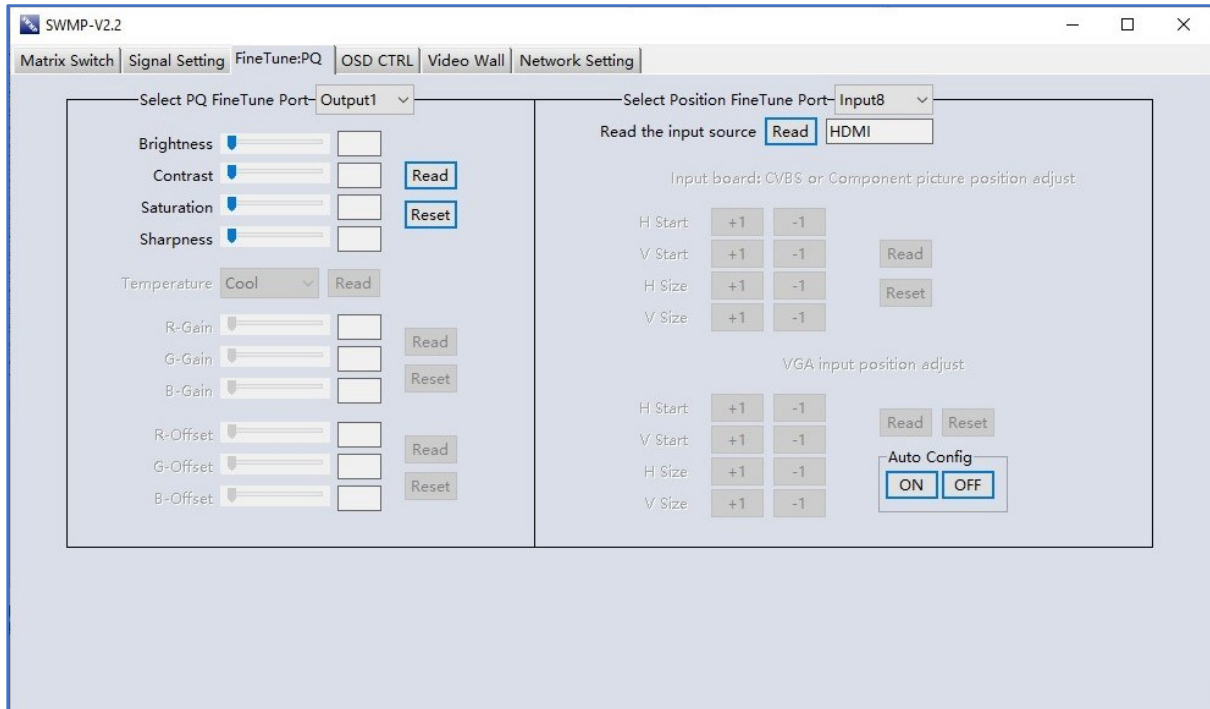 SWMP-V2.2
Matrix Switch Signal Setting FineTune:PQ OSD CTRL Video Wall Network Setting
Select PQ FineTune Port Output1
Brightness
Contrast Read
Saturation Reset
Sharpness
Temperature Cool Read
R-Gain
G-Gain Read
B-Gain Reset
R-Offset
G-Offset Read
B-Offset Reset
Select Position FineTune Port Input8
Read the input source Read HDMI
Input board: CVBS or Component picture position adjust
H Start +1 -1
V Start +1 -1 Read
H Size +1 -1 Reset
V Size +1 -1
VGA input position adjust
H Start +1 -1 Read Reset
V Start +1 -1
Auto Config
H Size +1 -1 ON OFF
V Size +1 -1